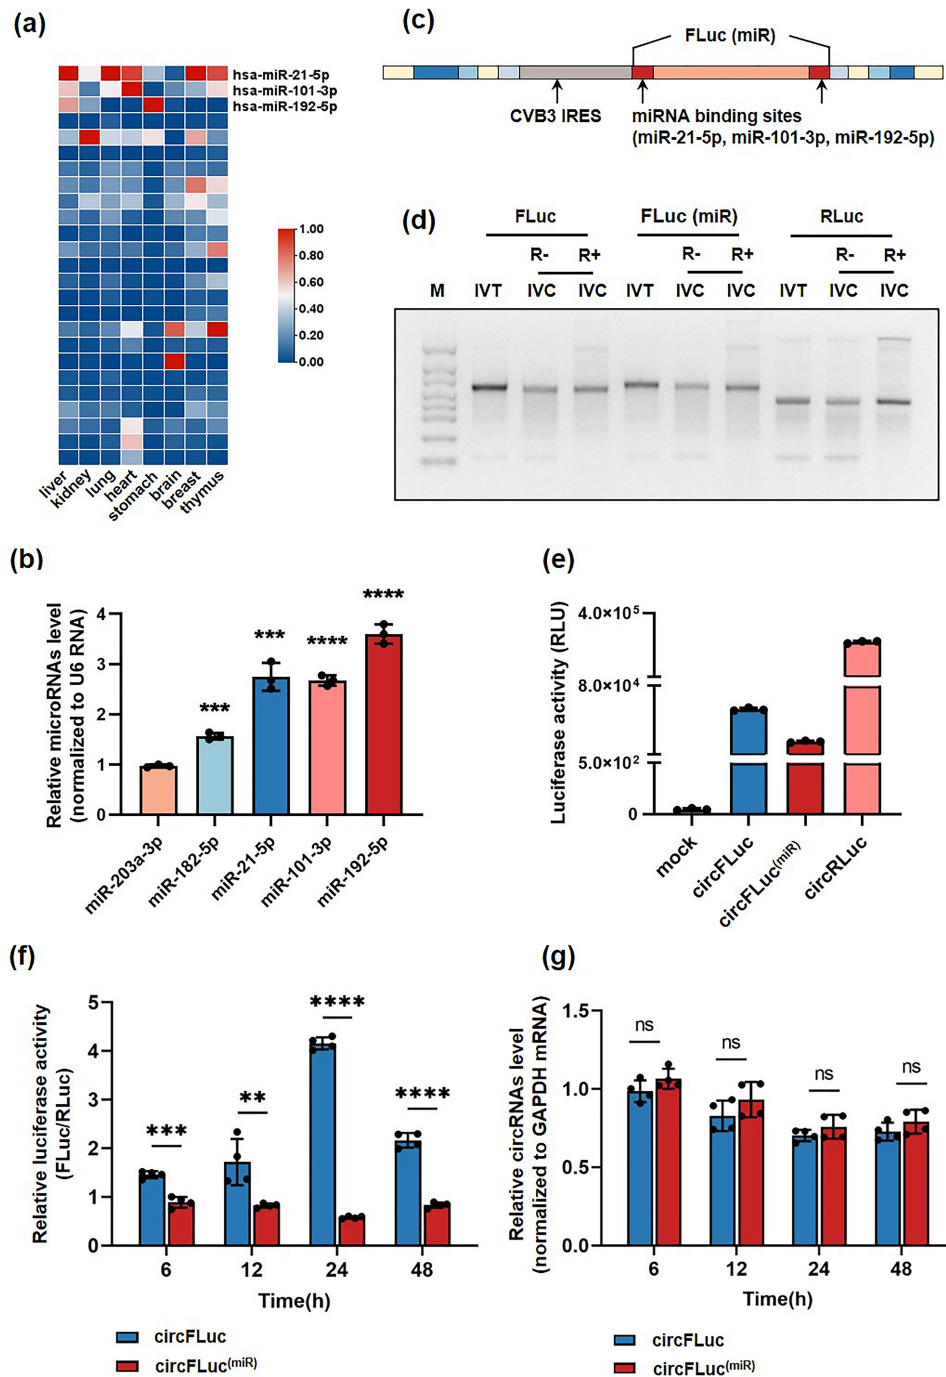 (a)
hsa-miR-21-5p
hsa-miR-101-3p
hsa-miR-192-5p
1.00
0.80
0.60
0.40
0.20
0.00
liver
kidney
lung
heart
stomach
brain
breast
thymus
(c)
FLuc (miR)
CVB3 IRES
miRNA binding sites
(miR-21-5p, miR-101-3p, miR-192-5p)
(d)
FLuc FLuc (miR) RLuc
R- R+ R- R+ R- R+
M IVT IVC IVC IVT IVC IVC IVT IVC IVC
(b)
Relative microRNAs level
(normalized to U6 RNA)
4
3
2
1
0
*** *** **** ****
miR-203a-3p
miR-182-5p
miR-21-5p
miR-101-3p
miR-192-5p
(e)
Luciferase activity (RLU)
4.0×10⁵
8.0×10⁴
5.0×10²
0
mock
circFLuc
circFLuc(miR)
circRLuc
(f)
Relative luciferase activity
(FLuc/RLuc)
5
4
3
2
1
0
*** ** **** ****
6 12 24 48
Time(h)
circFLuc
circFLuc(miR)
(g)
Relative circRNAs level
(normalized to GAPDH mRNA)
1.5
1.0
0.5
0.0
ns ns ns ns
6 12 24 48
Time(h)
circFLuc
circFLuc(miR)